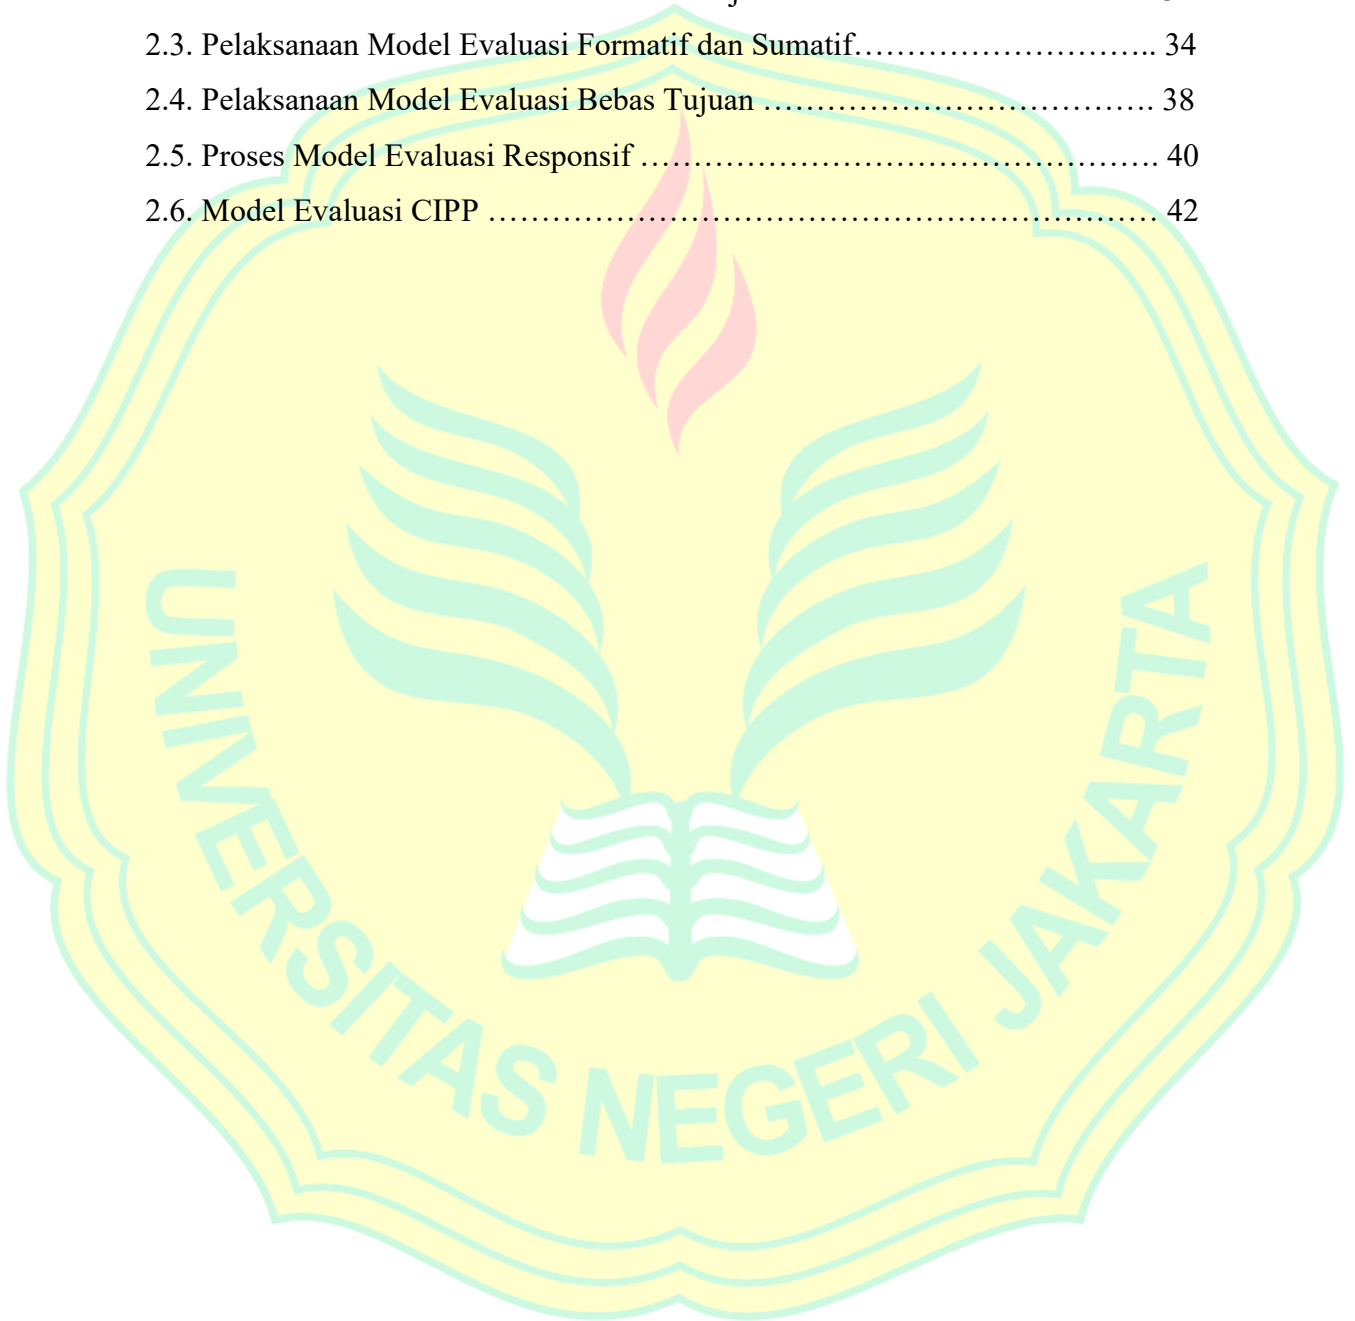 2.3. Pelaksanaan Model Evaluasi Formatif dan Sumatif……………………….. 34
2.4. Pelaksanaan Model Evaluasi Bebas Tujuan ……………………………………. 38
2.5. Proses Model Evaluasi Responsif ………………………………………………. 40
2.6. Model Evaluasi CIPP ……………………………………………………………… 42
UNIVERSITAS NEGERI JAKARTA